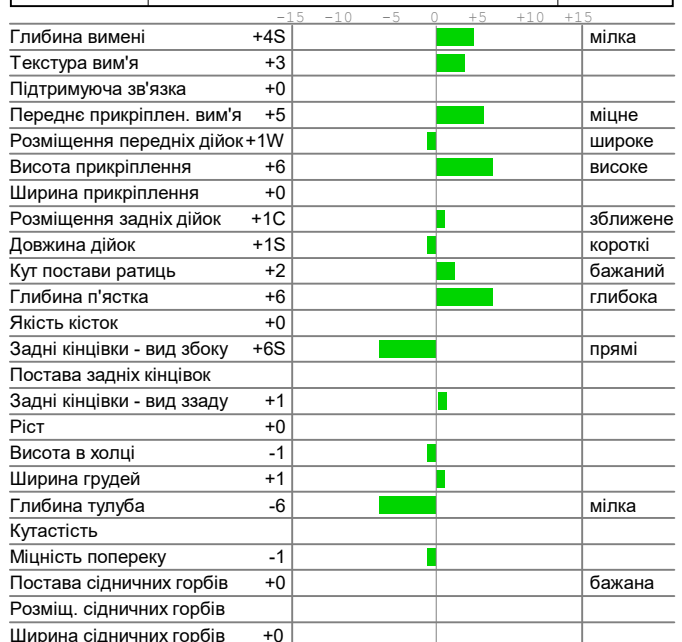 -15 -10 -5 0 +5 +10 +15
Глибина вимені +4S мілка
Текстура вим'я +3
Підтримуюча зв'язка +0
Переднє прикріплен. вим'я +5 міцне
Розміщення передніх дійок +1W широке
Висота прикріплення +6 високе
Ширина прикріплення +0
Розміщення задніх дійок +1C зближене
Довжина дійок +1S короткі
Кут постави ратиць +2 бажаний
Глибина п'ястка +6 глибока
Якість кісток +0
Задні кінцівки - вид збоку +6S прямі
Постава задніх кінцівок
Задні кінцівки - вид ззаду +1
Ріст +0
Висота в холці -1
Ширина грудей +1
Глибина тулуба -6 мілка
Кутастість
Міцність попереку -1
Постава сідничних горбів +0 бажана
Розміщ. сідничних горбів
Ширина сідничних горбів +0